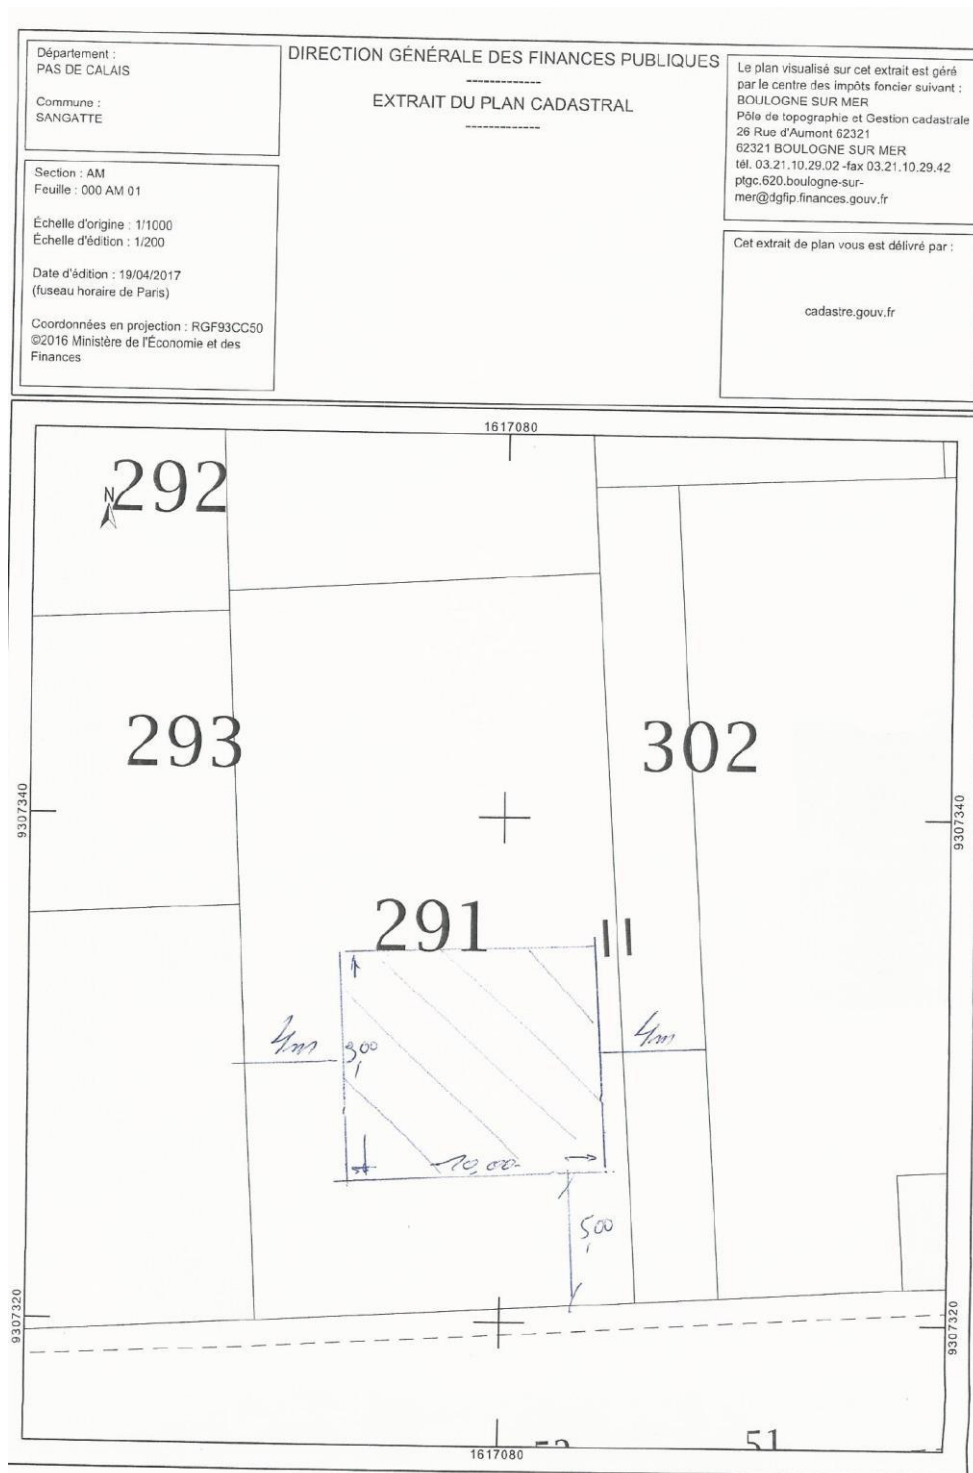 Département :
PAS DE CALAIS
Commune :
SANGATTE
Section : AM
Feuille : 000 AM 01
Échelle d'origine : 1/1000
Échelle d'édition : 1/200
Date d'édition : 19/04/2017
(fuseau horaire de Paris)
Coordonnées en projection : RGF93CC50
©2016 Ministère de l'Économie et des
Finances
DIRECTION GÉNÉRALE DES FINANCES PUBLIQUES
-------------
EXTRAIT DU PLAN CADASTRAL
-------------
Le plan visualisé sur cet extrait est géré
par le centre des impôts foncier suivant :
BOULOGNE SUR MER
Pôle de topographie et Gestion cadastrale
26 Rue d'Aumont 62321
62321 BOULOGNE SUR MER
tél. 03.21.10.29.02 -fax 03.21.10.29.42
ptgc.620.boulogne-sur-
mer@dgfip.finances.gouv.fr
Cet extrait de plan vous est délivré par :
cadastre.gouv.fr
1617080
292
N
293
302
9307340
9307340
291
4m
9,00
4m
10,00
5,00
9307320
9307320
1617080
51